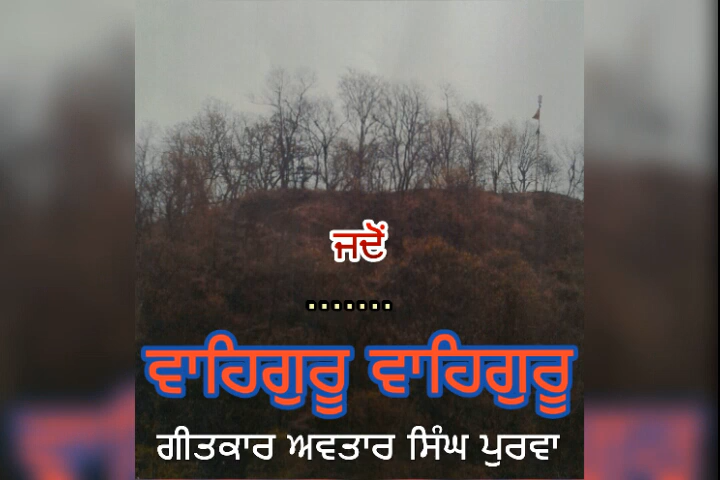 ਜਦੋਂ
.......
ਵਾਹਿਗੁਰੂ ਵਾਹਿਗੁਰੂ
ਗੀਤਕਾਰ ਅਵਤਾਰ ਸਿੰਘ ਪੁਰਵਾ